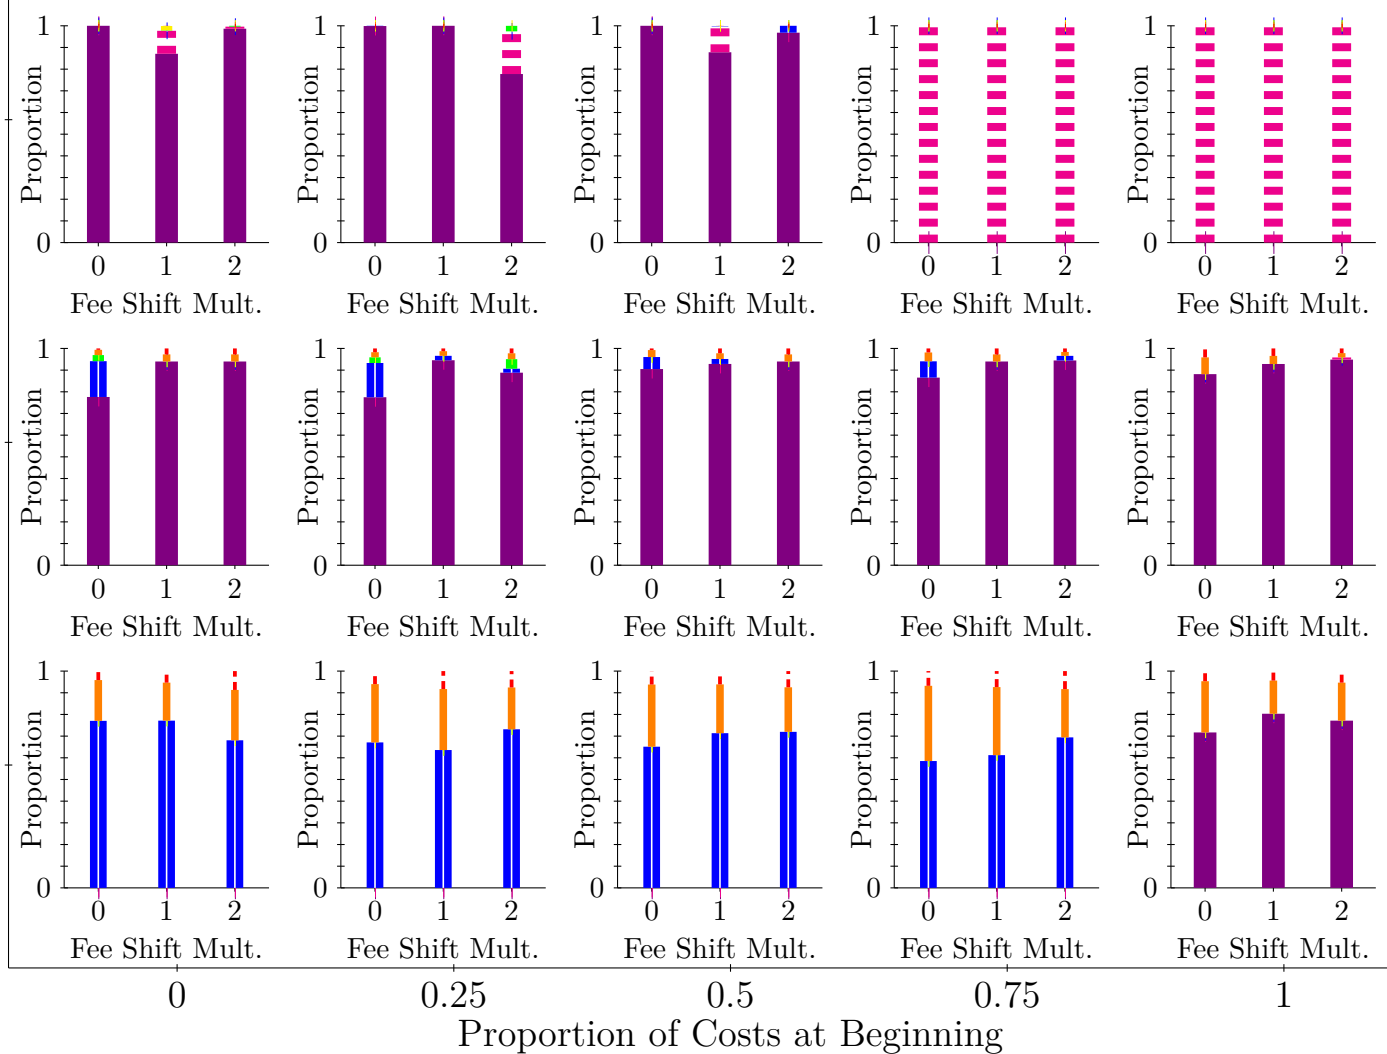 1 1 1 1 1
Proportion Proportion Proportion Proportion Proportion
0 0 0 0 0
0 1 2 0 1 2 0 1 2 0 1 2 0 1 2
Fee Shift Mult. Fee Shift Mult. Fee Shift Mult. Fee Shift Mult. Fee Shift Mult.
1 1 1 1 1
Proportion Proportion Proportion Proportion Proportion
0 0 0 0 0
0 1 2 0 1 2 0 1 2 0 1 2 0 1 2
Fee Shift Mult. Fee Shift Mult. Fee Shift Mult. Fee Shift Mult. Fee Shift Mult.
1 1 1 1 1
Proportion Proportion Proportion Proportion Proportion
0 0 0 0 0
0 1 2 0 1 2 0 1 2 0 1 2 0 1 2
Fee Shift Mult. Fee Shift Mult. Fee Shift Mult. Fee Shift Mult. Fee Shift Mult.
0 0.25 0.5 0.75 1
Proportion of Costs at Beginning